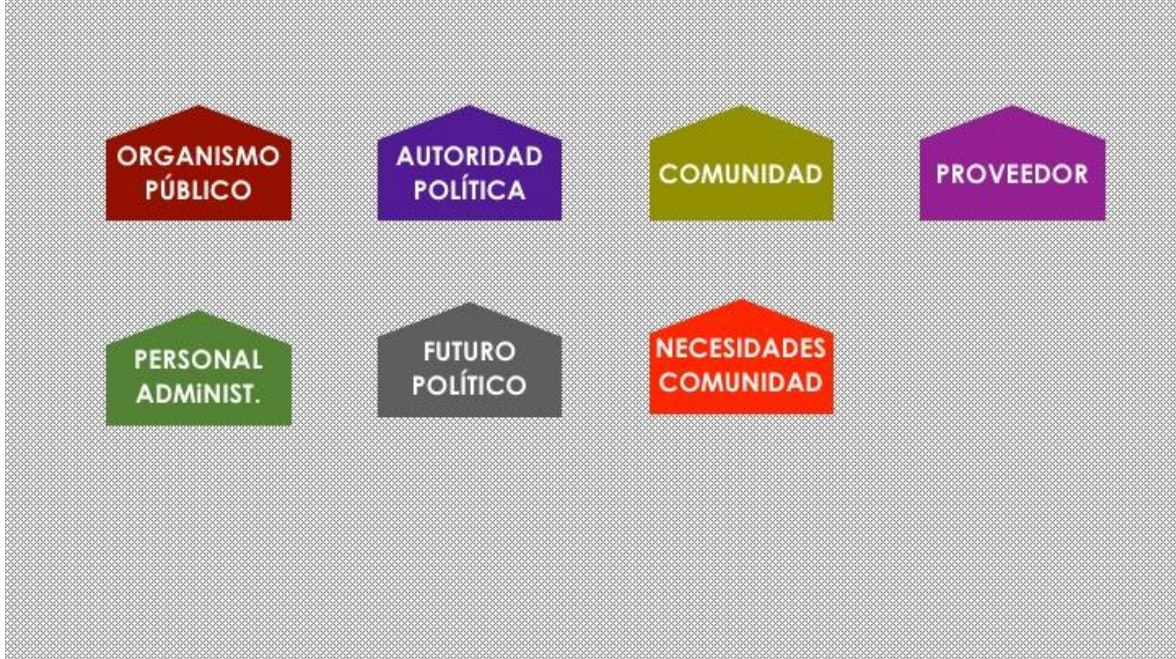 ORGANISMO
PÚBLICO
AUTORIDAD
POLÍTICA
COMUNIDAD
PROVEEDOR
PERSONAL
ADMiNIST.
FUTURO
POLÍTICO
NECESIDADES
COMUNIDAD